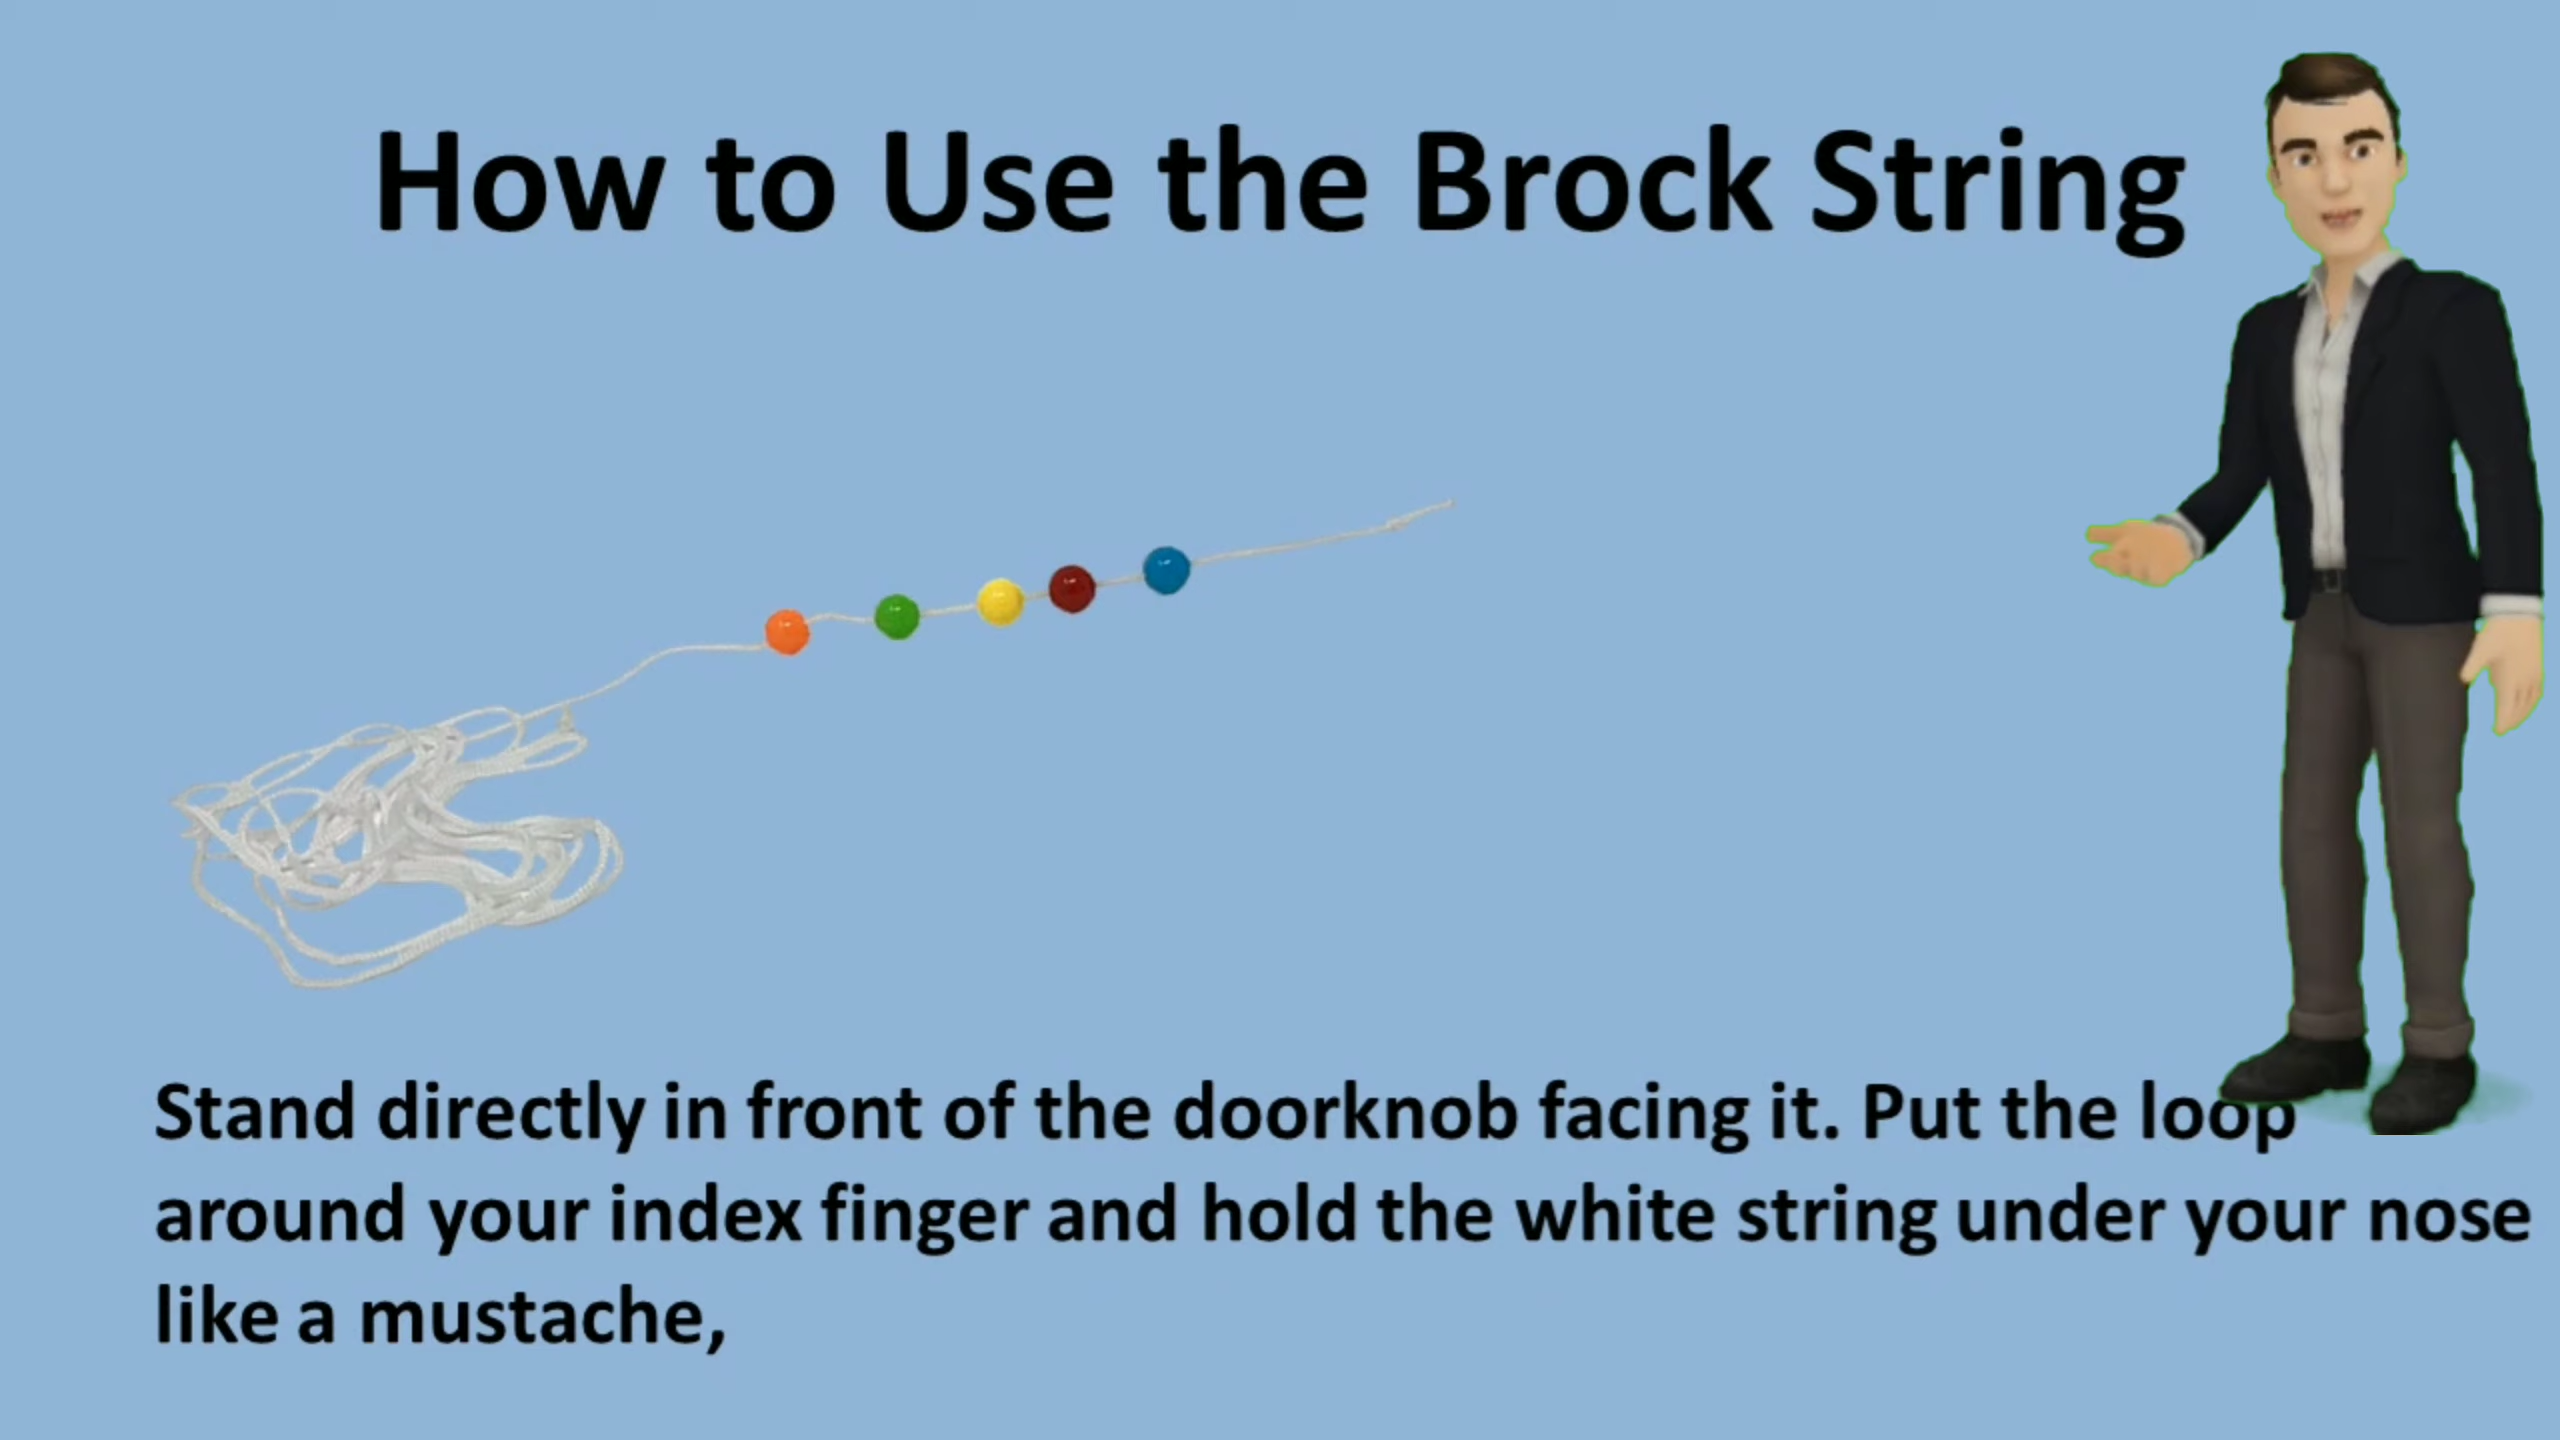 How to Use the Brock String
Stand directly in front of the doorknob facing it. Put the loop
around your index finger and hold the white string under your nose
like a mustache,